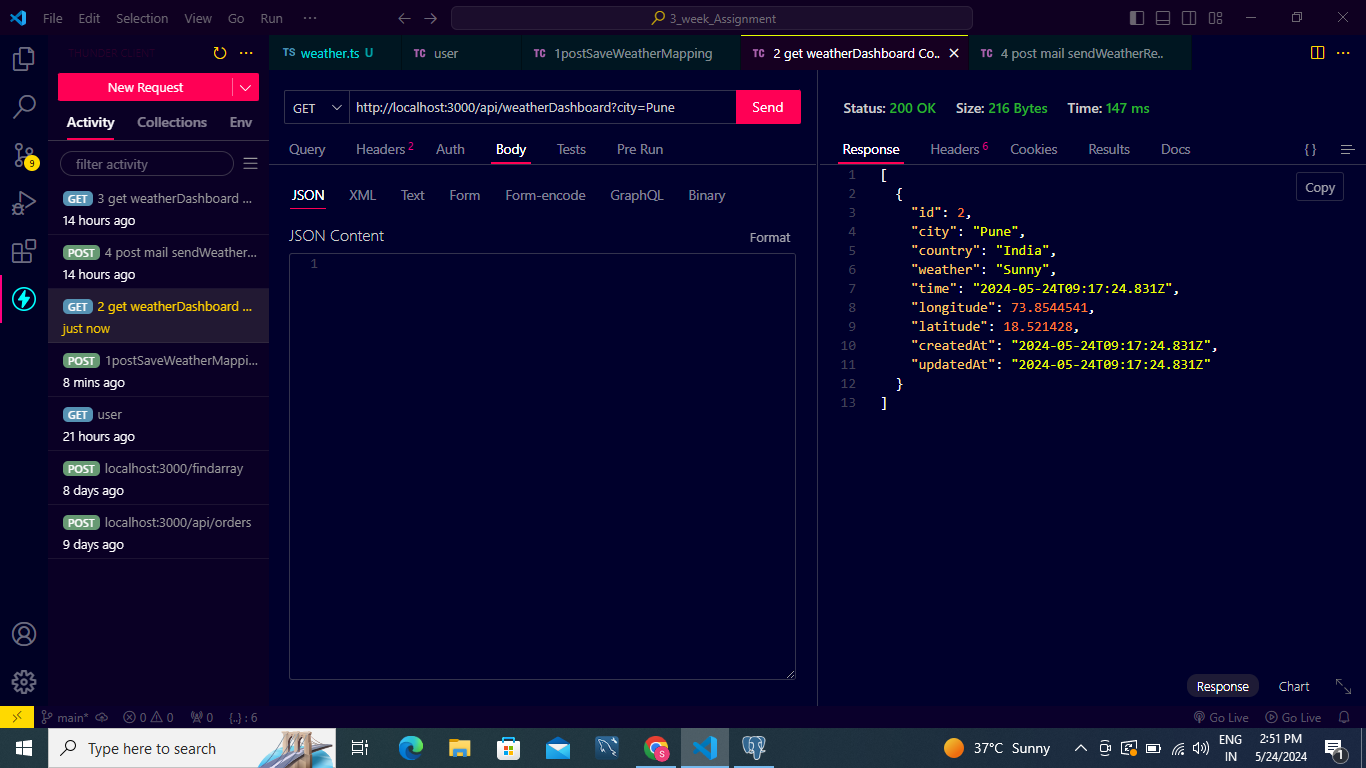 File Edit Selection View Go Run ··· 3_week_Assignment
THUNDER CLIENT
TS weather.ts U
TC user
TC 1postSaveWeatherMapping
TC 2 get weatherDashboard Co..
TC 4 post mail sendWeatherRe..
New Request
Activity Collections Env
filter activity
GET 3 get weatherDashboard ...
14 hours ago
POST 4 post mail sendWeather...
14 hours ago
GET 2 get weatherDashboard ...
just now
POST 1postSaveWeatherMappi...
8 mins ago
GET user
21 hours ago
POST localhost:3000/findarray
8 days ago
POST localhost:3000/api/orders
9 days ago
9
GET http://localhost:3000/api/weatherDashboard?city=Pune Send
Query Headers 2 Auth Body Tests Pre Run
JSON XML Text Form Form-encode GraphQL Binary
JSON Content Format
1
Status: 200 OK Size: 216 Bytes Time: 147 ms
Response Headers 6 Cookies Results Docs { }
Copy
1 [
2 {
3 "id": 2,
4 "city": "Pune",
5 "country": "India",
6 "weather": "Sunny",
7 "time": "2024-05-24T09:17:24.831Z",
8 "longitude": 73.8544541,
9 "latitude": 18.521428,
10 "createdAt": "2024-05-24T09:17:24.831Z",
11 "updatedAt": "2024-05-24T09:17:24.831Z"
12 }
13 ]
Response Chart
main* 0 0 0 {..} : 6 Go Live Go Live
Type here to search
S
37°C Sunny
ENG
IN
2:51 PM
5/24/2024
1